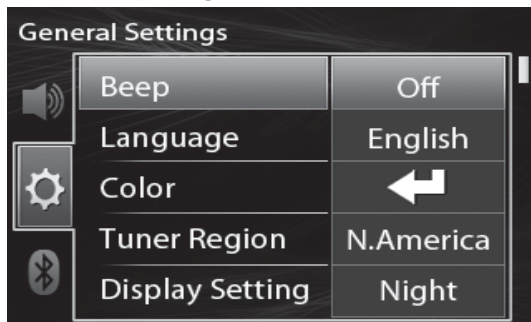 General Settings
Beep Off
Language English
Color
Tuner Region N.America
Display Setting Night